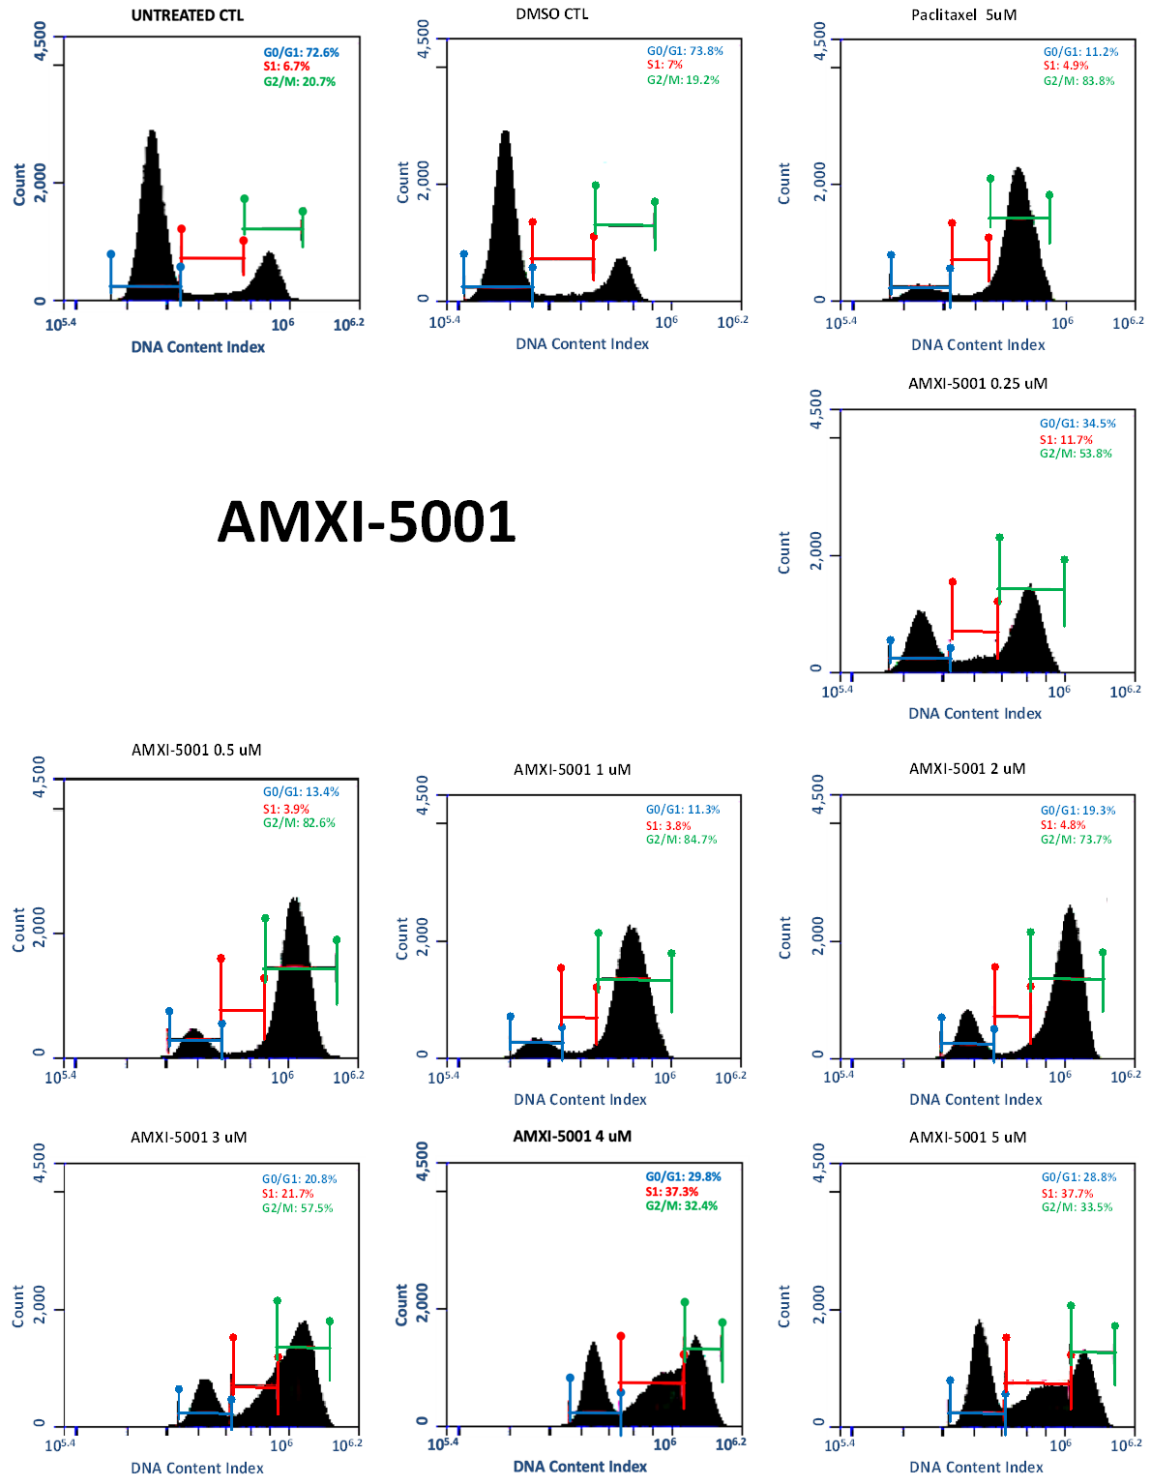 UNTREATED CTL
4,500
2,000
0
Count
G0/G1: 72.6%
S1: 6.7%
G2/M: 20.7%
10^5.4
10^6
10^6.2
DNA Content Index
DMSO CTL
4,500
2,000
0
Count
G0/G1: 73.8%
S1: 7%
G2/M: 19.2%
10^5.4
10^6
10^6.2
DNA Content Index
Paclitaxel 5uM
4,500
2,000
0
Count
G0/G1: 11.2%
S1: 4.9%
G2/M: 83.8%
10^5.4
10^6
10^6.2
DNA Content Index
AMXI-5001
AMXI-5001 0.25 uM
4,500
2,000
0
Count
G0/G1: 34.5%
S1: 11.7%
G2/M: 53.8%
10^5.4
10^6
10^6.2
DNA Content Index
AMXI-5001 0.5 uM
4,500
2,000
0
Count
G0/G1: 13.4%
S1: 3.9%
G2/M: 82.6%
10^5.4
10^6
10^6.2
AMXI-5001 1 uM
4,500
2,000
0
Count
G0/G1: 11.3%
S1: 3.8%
G2/M: 84.7%
10^5.4
10^6
10^6.2
DNA Content Index
AMXI-5001 2 uM
4,500
2,000
0
Count
G0/G1: 19.3%
S1: 4.8%
G2/M: 73.7%
10^5.4
10^6
10^6.2
DNA Content Index
AMXI-5001 3 uM
4,500
2,000
0
Count
G0/G1: 20.8%
S1: 21.7%
G2/M: 57.5%
10^5.4
10^6
10^6.2
DNA Content Index
AMXI-5001 4 uM
4,500
2,000
0
Count
G0/G1: 29.8%
S1: 37.3%
G2/M: 32.4%
10^5.4
10^6
10^6.2
DNA Content Index
AMXI-5001 5 uM
4,500
2,000
0
Count
G0/G1: 28.8%
S1: 37.7%
G2/M: 33.5%
10^5.4
10^6
10^6.2
DNA Content Index